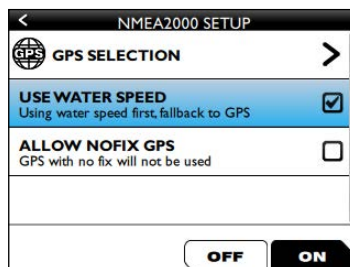 < NMEA2000 SETUP
GPS GPS SELECTION >
USE WATER SPEED
Using water speed first, fallback to GPS
ALLOW NOFIX GPS
GPS with no fix will not be used
OFF ON